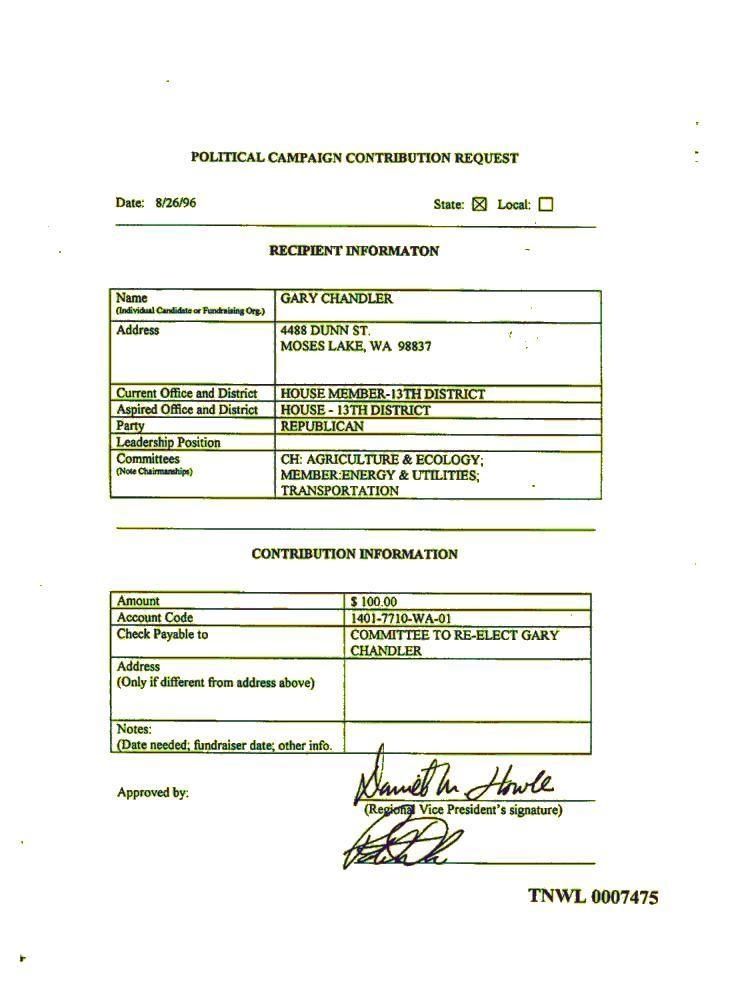 POLITICAL CAMPAIGN CONTRIBUTION REQUEST
Date: 8/26/96 State: ☒ Local: ☐
RECIPIENT INFORMATON
Name GARY CHANDLER
(Individual Candidate or Fundraising Org.)
Address 4488 DUNN ST.
MOSES LAKE, WA 98837
Current Office and District HOUSE MEMBER-13TH DISTRICT
Aspired Office and District HOUSE - 13TH DISTRICT
Party REPUBLICAN
Leadership Position
Committees CH: AGRICULTURE & ECOLOGY;
(Note Chairmanships) MEMBER:ENERGY & UTILITIES;
TRANSPORTATION
CONTRIBUTION INFORMATION
Amount $ 100.00
Account Code 1401-7710-WA-01
Check Payable to COMMITTEE TO RE-ELECT GARY
CHANDLER
Address
(Only if different from address above)
Notes:
(Date needed; fundraiser date; other info.
Approved by: Daniel M Howle
(Regional Vice President's signature)
TNWL 0007475